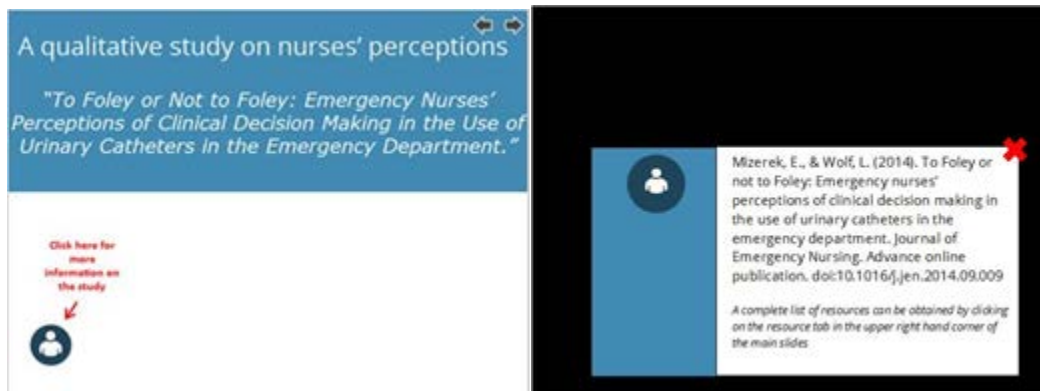 A qualitative study on nurses’ perceptions
“To Foley or Not to Foley: Emergency Nurses’
Perceptions of Clinical Decision Making in the Use of
Urinary Catheters in the Emergency Department.”
Click here for
more
information on
the study
Mizerek, E., & Wolf, L. (2014). To Foley or
not to Foley: Emergency nurses’
perceptions of clinical decision making in
the use of urinary catheters in the
emergency department. Journal of
Emergency Nursing. Advance online
publication. doi:10.1016/j.jen.2014.09.009
A complete list of resources can be obtained by clicking
on the resource tab in the upper right hand corner of
the main slides